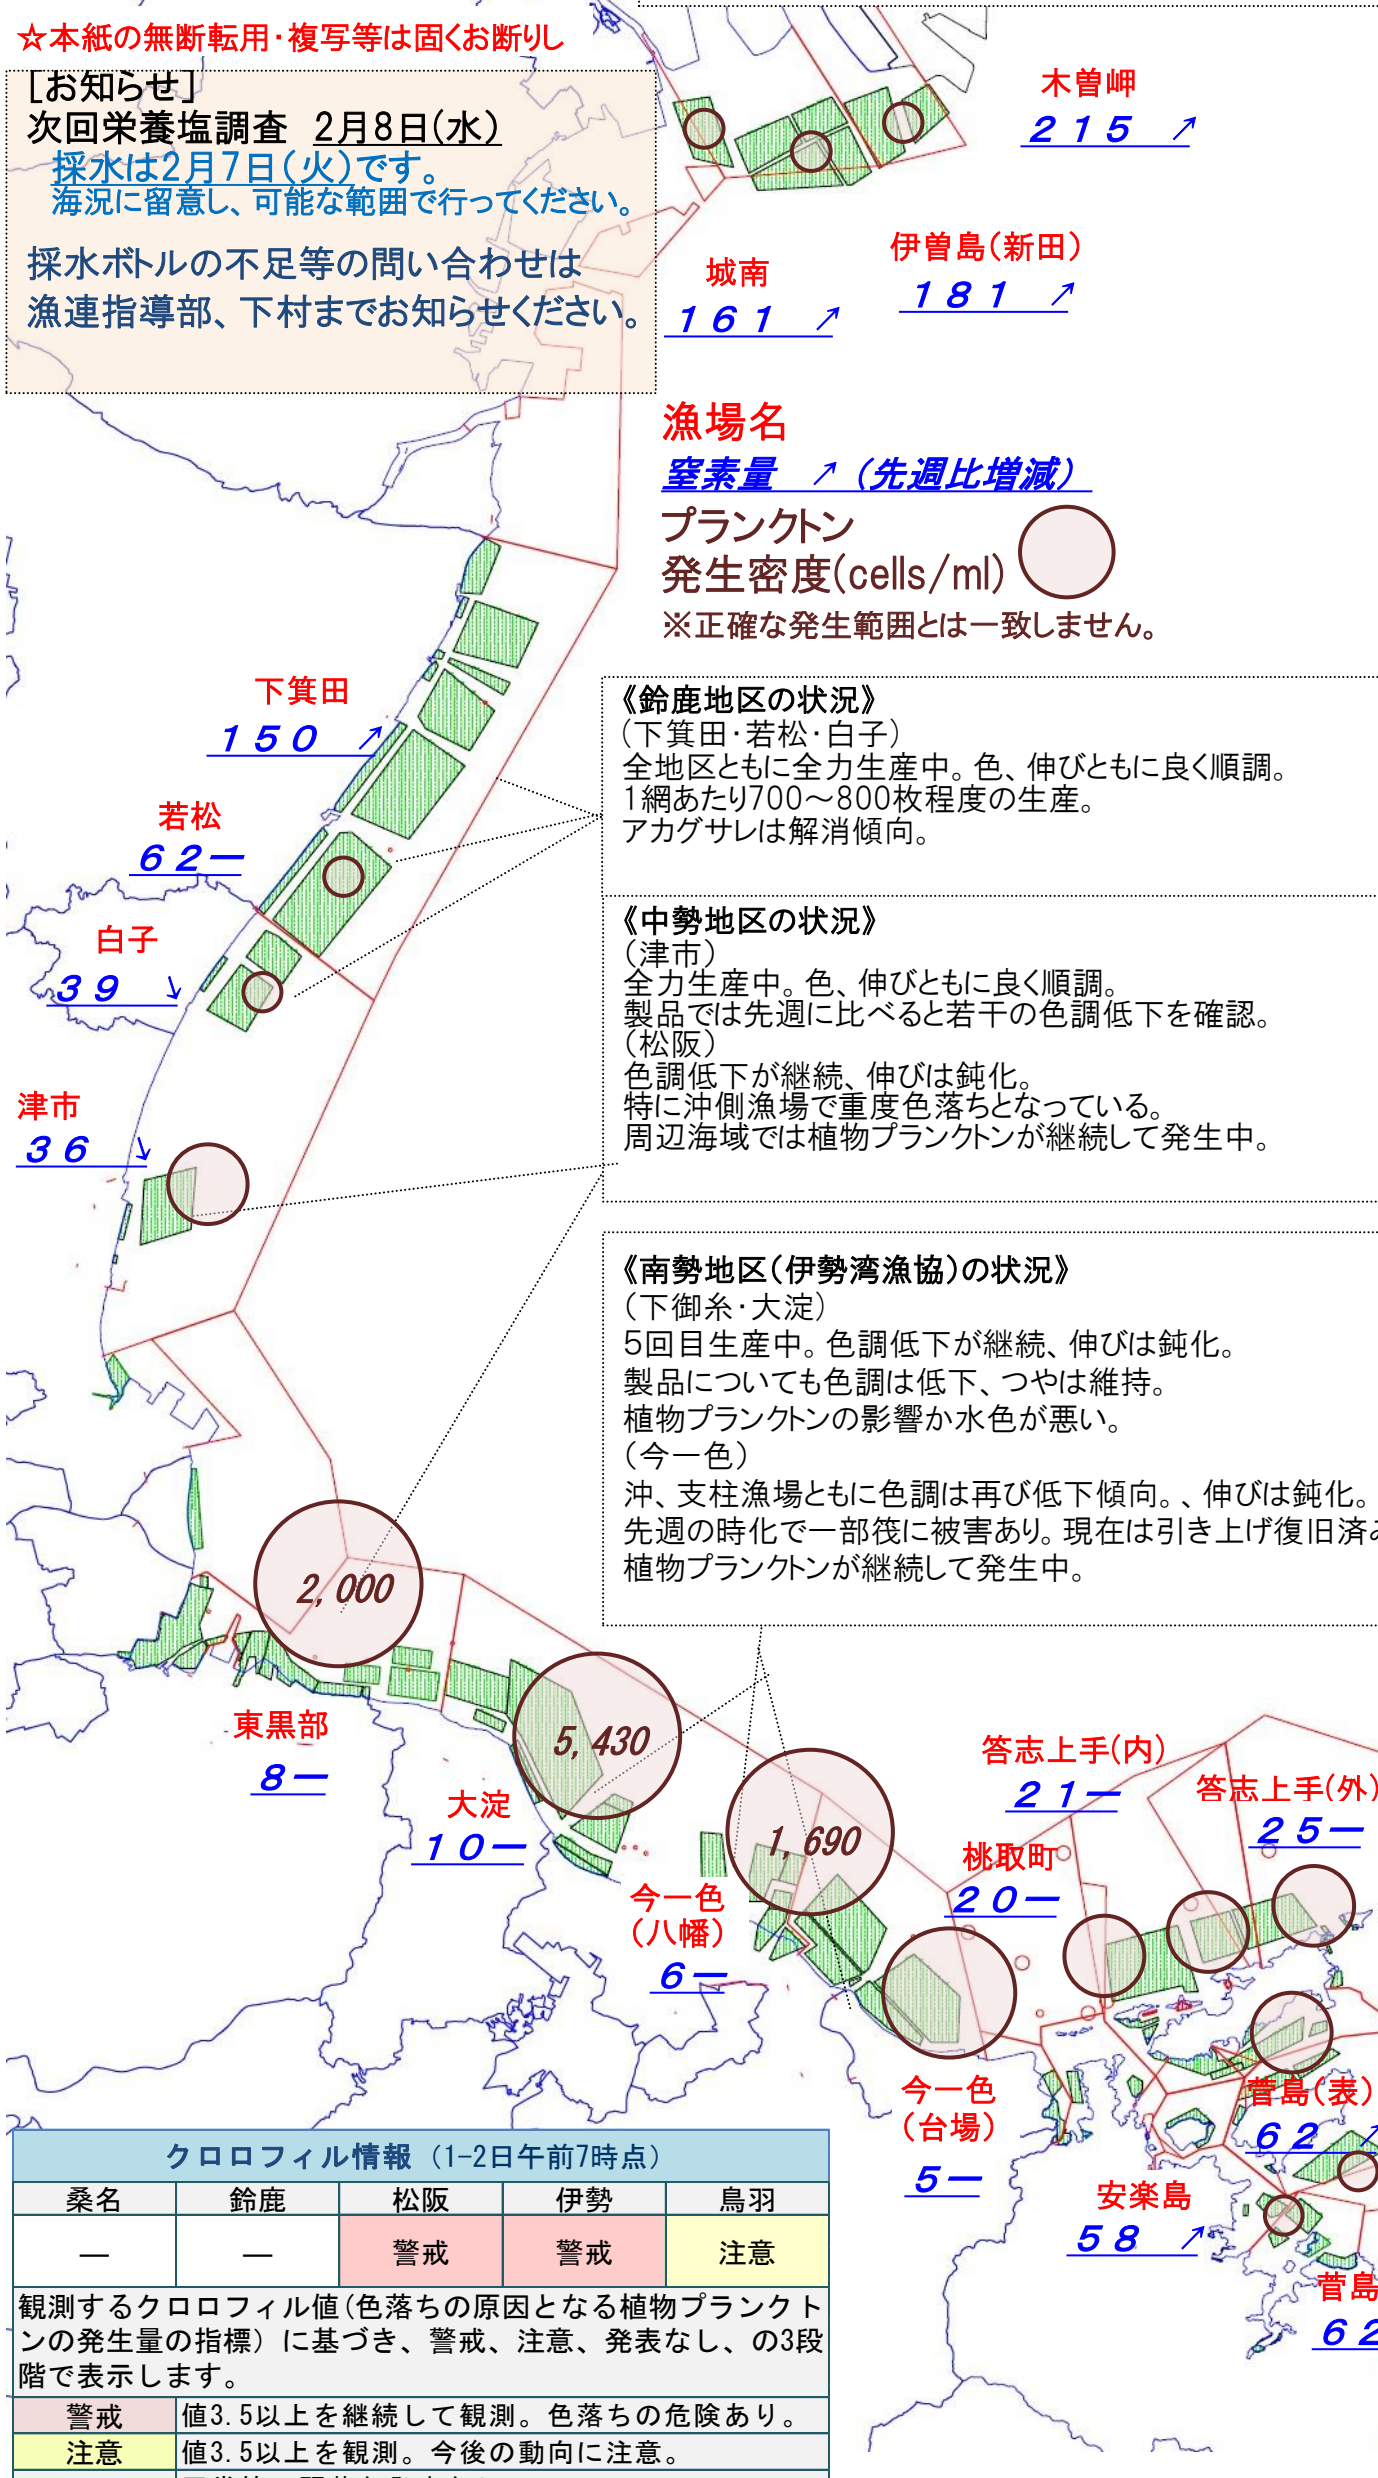 ☆本紙の無断転用・複写等は固くお断りし
［お知らせ］
次回栄養塩調査　2月8日(水)
採水は2月7日(火)です。
海況に留意し、可能な範囲で行ってください。
採水ボトルの不足等の問い合わせは
漁連指導部、下村までお知らせください。
木曽岬
215 ↗
伊曽島(新田)
181 ↗
城南
161 ↗
漁場名
窒素量　↗（先週比増減）
プランクトン
発生密度(cells/ml)
※正確な発生範囲とは一致しません。
下箕田
150 ↗
若松
62－
白子
39 ↓
津市
36 ↓
《鈴鹿地区の状況》
（下箕田・若松・白子）
全地区ともに全力生産中。色、伸びともに良く順調。
1網あたり700～800枚程度の生産。
アカグサレは解消傾向。
《中勢地区の状況》
（津市）
全力生産中。色、伸びともに良く順調。
製品では先週に比べると若干の色調低下を確認。
（松阪）
色調低下が継続、伸びは鈍化。
特に沖側漁場で重度色落ちとなっている。
周辺海域では植物プランクトンが継続して発生中。
《南勢地区(伊勢湾漁協)の状況》
（下御糸・大淀）
5回目生産中。色調低下が継続、伸びは鈍化。
製品についても色調は低下、つやは維持。
植物プランクトンの影響か水色が悪い。
（今一色）
沖、支柱漁場ともに色調は再び低下傾向。、伸びは鈍化。
先週の時化で一部筏に被害あり。現在は引き上げ復旧済み
植物プランクトンが継続して発生中。
2,000
5,430
1,690
東黒部
8－
大淀
10－
今一色
（八幡）
6－
答志上手(内)
21－
答志上手(外)
25－
桃取町
20－
今一色
（台場）
5－
菅島(表)
62 ↗
安楽島
58 ↗
菅島
62
クロロフィル情報（1-2日午前7時点）
桑名 鈴鹿 松阪 伊勢 鳥羽
― ― 警戒 警戒 注意
観測するクロロフィル値(色落ちの原因となる植物プランクト
ンの発生量の指標）に基づき、警戒、注意、発表なし、の3段
階で表示します。
警戒 値3.5以上を継続して観測。色落ちの危険あり。
注意 値3.5以上を観測。今後の動向に注意。